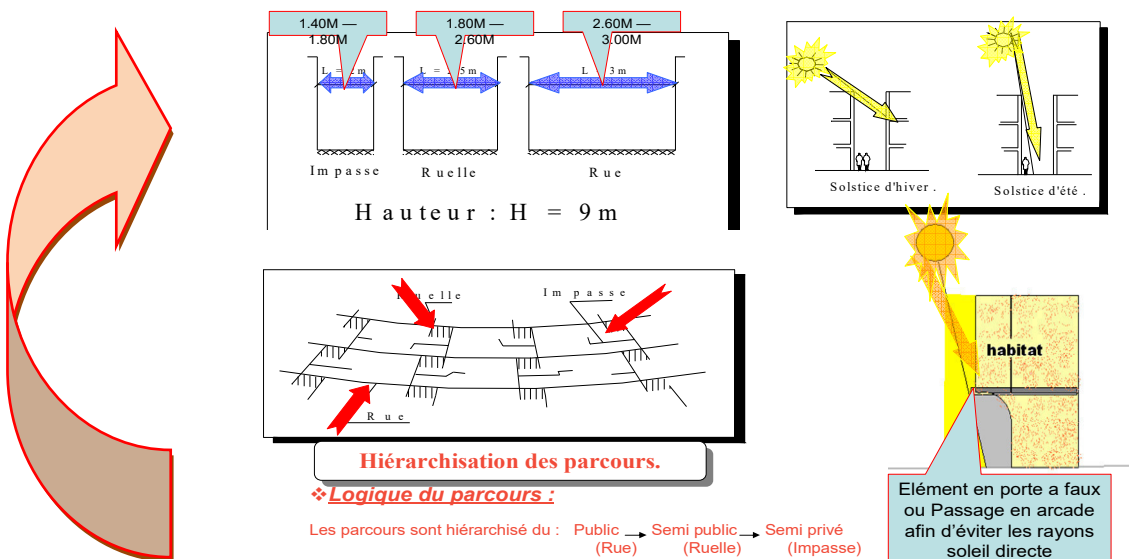 1.40M —
1.80M
1.80M —
2.60M
2.60M —
3.00M
L = m
L = 5 m
L 3m
Impasse
Ruelle
Rue
Hauteur : H = 9m
Solstice d'hiver .
Solstice d'été .
Ruelle
Impasse
Rue
habitat
Hiérarchisation des parcours.
❖Logique du parcours :
Les parcours sont hiérarchisé du : Public → Semi public → Semi privé
(Rue) (Ruelle) (Impasse)
Elément en porte a faux
ou Passage en arcade
afin d'éviter les rayons
soleil directe